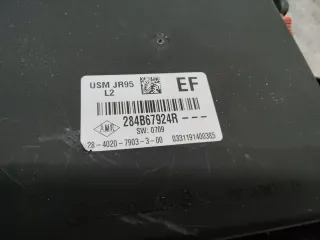 USM JR95
L2
EF
284B67924R---
SW: 0709
28-4020-7903-3-00 0331191400385